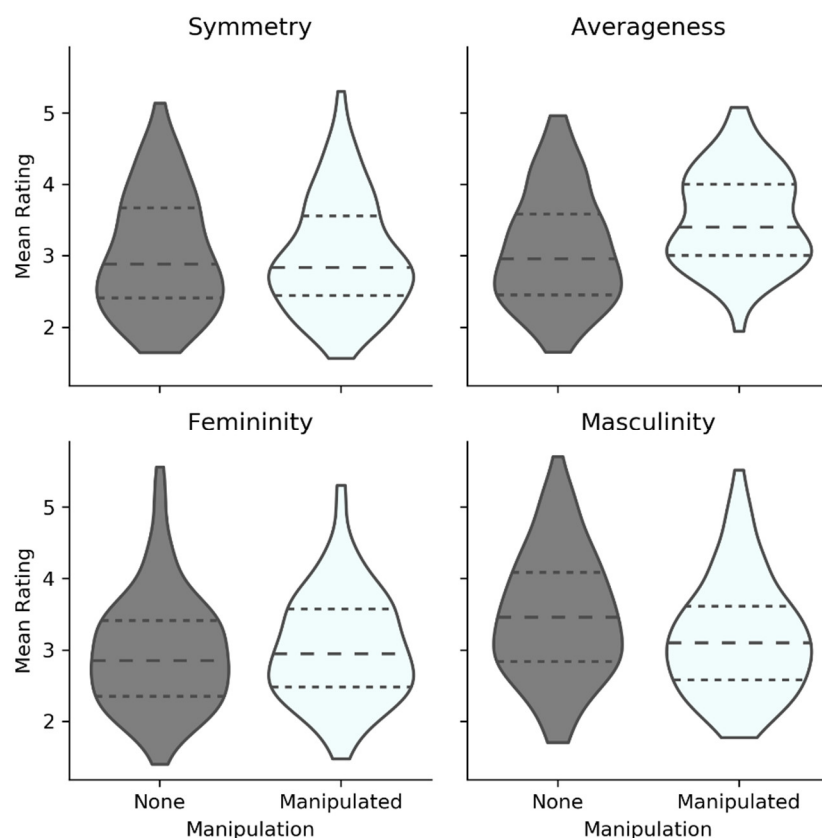 Symmetry
Averageness
Mean Rating
5
4
3
2
Femininity
Masculinity
Mean Rating
5
4
3
2
None
Manipulated
None
Manipulated
Manipulation
Manipulation